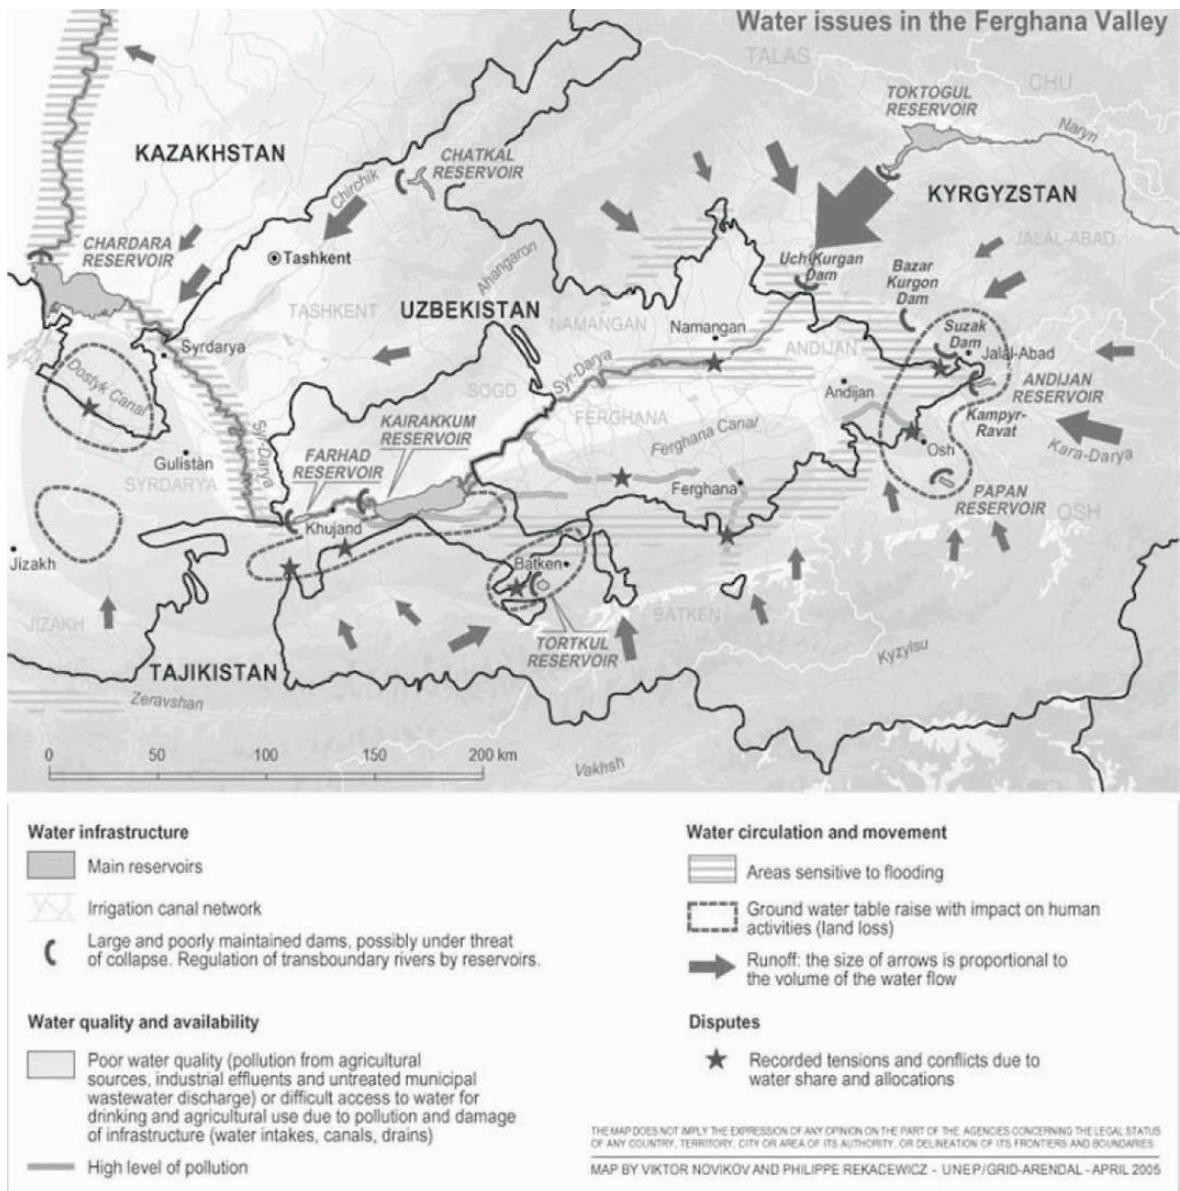 Water issues in the Ferghana Valley
TALAS
CHU
TOKTOGUL
RESERVOIR
Naryn
KAZAKHSTAN
CHATKAL
RESERVOIR
Chirchik
KYRGYZSTAN
CHARDARA
RESERVOIR
Tashkent
Ahangaron
JALAL-ABAD
Uch-Kurgan
Dam
Bazar
Kurgon
Dam
TASHKENT
UZBEKISTAN
NAMANGAN
Namangan
Suzak
Dam
Syrdarya
ANDIJAN
Jalal-Abad
Dostyk Canal
SOGD
Syr-Darya
Andijan
ANDIJAN
RESERVOIR
KAIRAKKUM
RESERVOIR
FERGHANA
Ferghana Canal
Kampyr-
Ravat
Kara-Darya
Syr-Darya
FARHAD
RESERVOIR
Osh
Gulistan
SYRDARYA
Ferghana
PAPAN
RESERVOIR
OSH
Khujand
Jizakh
Batken
JIZAKH
BATKEN
TORTKUL
RESERVOIR
Kyzylsu
TAJIKISTAN
Zeravshan
0 50 100 150 200 km
Vakhsh
Water infrastructure
Main reservoirs
Irrigation canal network
Large and poorly maintained dams, possibly under threat
of collapse. Regulation of transboundary rivers by reservoirs.
Water quality and availability
Poor water quality (pollution from agricultural
sources, industrial effluents and untreated municipal
wastewater discharge) or difficult access to water for
drinking and agricultural use due to pollution and damage
of infrastructure (water intakes, canals, drains)
High level of pollution
Water circulation and movement
Areas sensitive to flooding
Ground water table raise with impact on human
activities (land loss)
Runoff: the size of arrows is proportional to
the volume of the water flow
Disputes
Recorded tensions and conflicts due to
water share and allocations
THE MAP DOES NOT IMPLY THE EXPRESSION OF ANY OPINION ON THE PART OF THE AGENCIES CONCERNING THE LEGAL STATUS
OF ANY COUNTRY, TERRITORY, CITY OR AREA OF ITS AUTHORITY, OR DELINEATION OF ITS FRONTIERS AND BOUNDARIES.
MAP BY VIKTOR NOVIKOV AND PHILIPPE REKACEWICZ - UNEP/GRID-ARENDAL - APRIL 2005